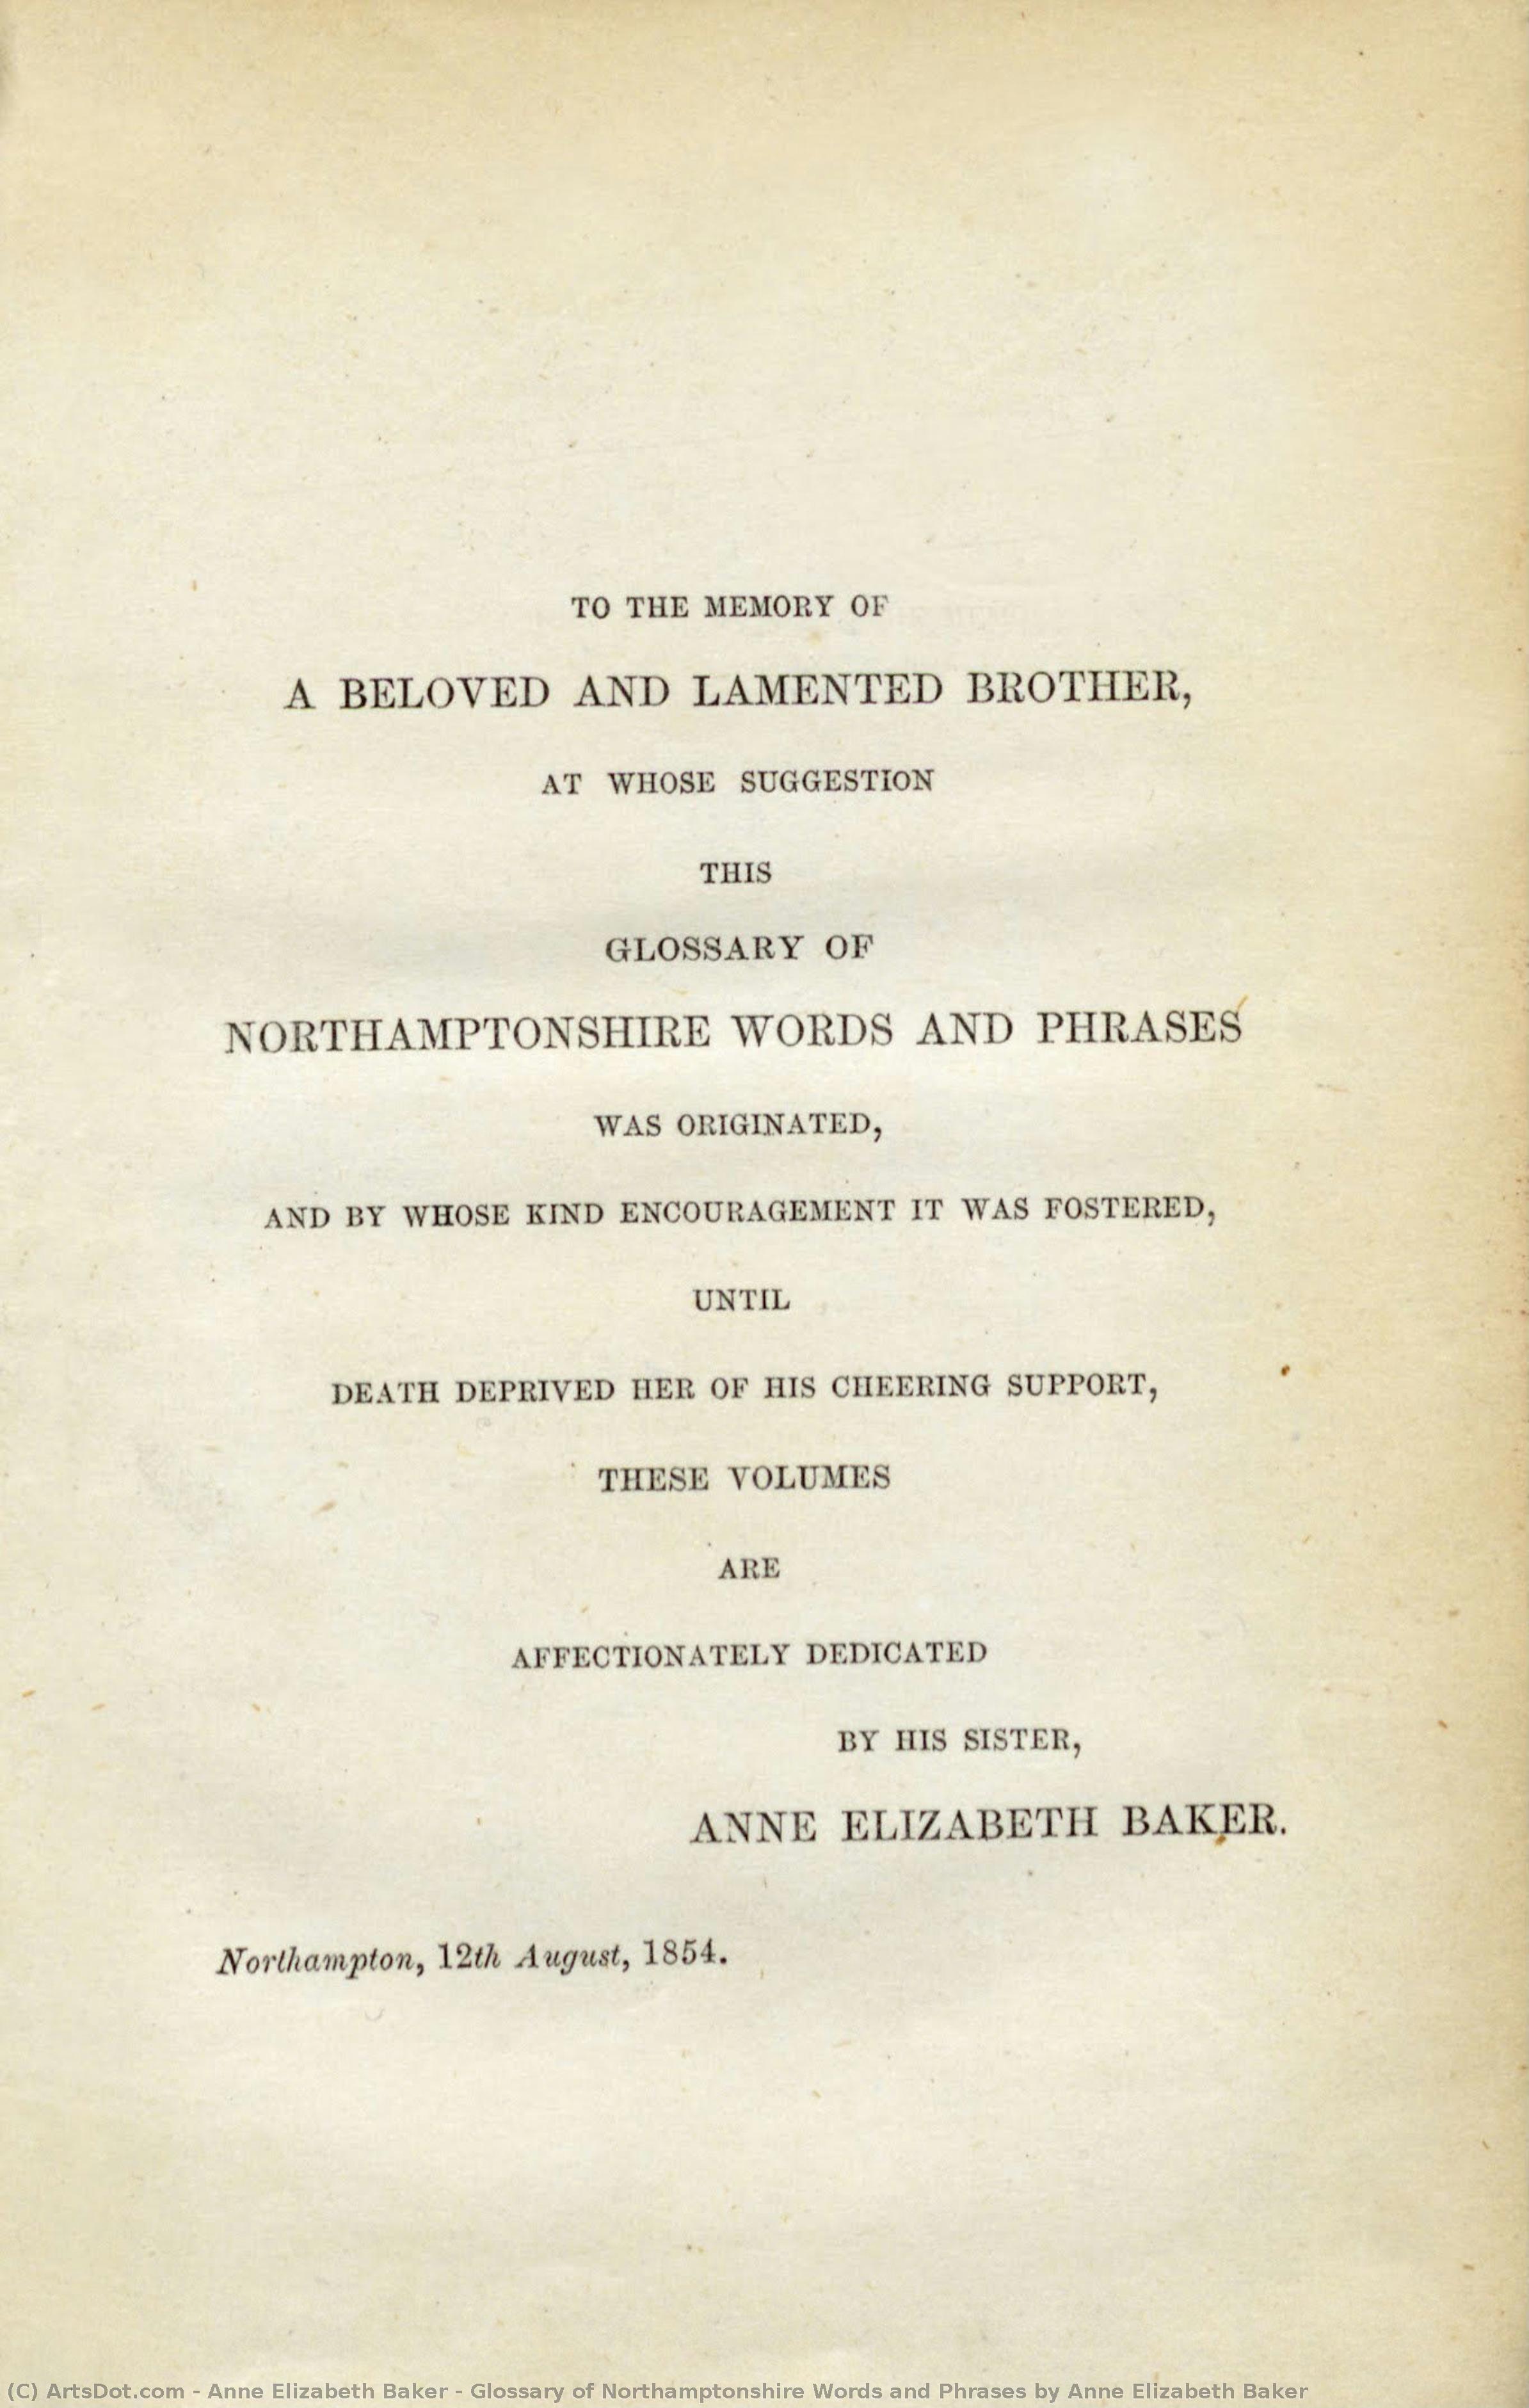 TO THE MEMORY OF
A BELOVED AND LAMENTED BROTHER,
AT WHOSE SUGGESTION
THIS
GLOSSARY OF
NORTHAMPTONSHIRE WORDS AND PHRASES
WAS ORIGINATED,
AND BY WHOSE KIND ENCOURAGEMENT IT WAS FOSTERED,
UNTIL
DEATH DEPRIVED HER OF HIS CHEERING SUPPORT,
THESE VOLUMES
ARE
AFFECTIONATELY DEDICATED
BY HIS SISTER,
ANNE ELIZABETH BAKER.
Northampton, 12th August, 1854.
(C) ArtsDot.com - Anne Elizabeth Baker - Glossary of Northamptonshire Words and Phrases by Anne Elizabeth Baker